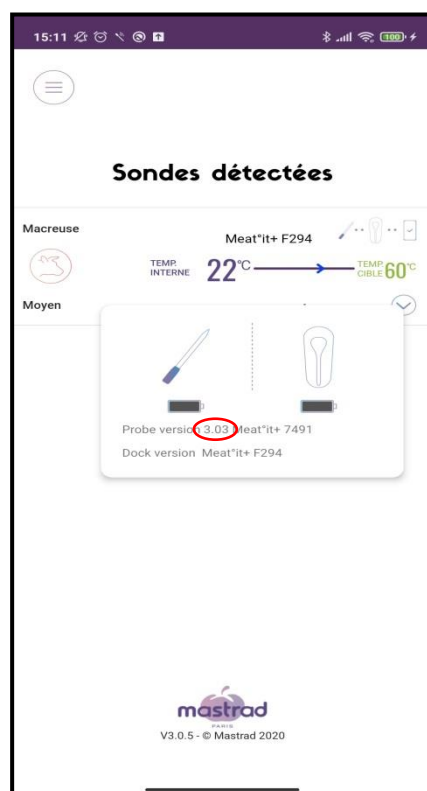 15:11
100
Sondes détectées
Macreuse
Meat°it+ F294
TEMP. INTERNE 22°C TEMP. CIBLE 60°C
Moyen
Probe version 3.03 Meat°it+ 7491
Dock version Meat°it+ F294
mastrad
PARIS
V3.0.5 - © Mastrad 2020